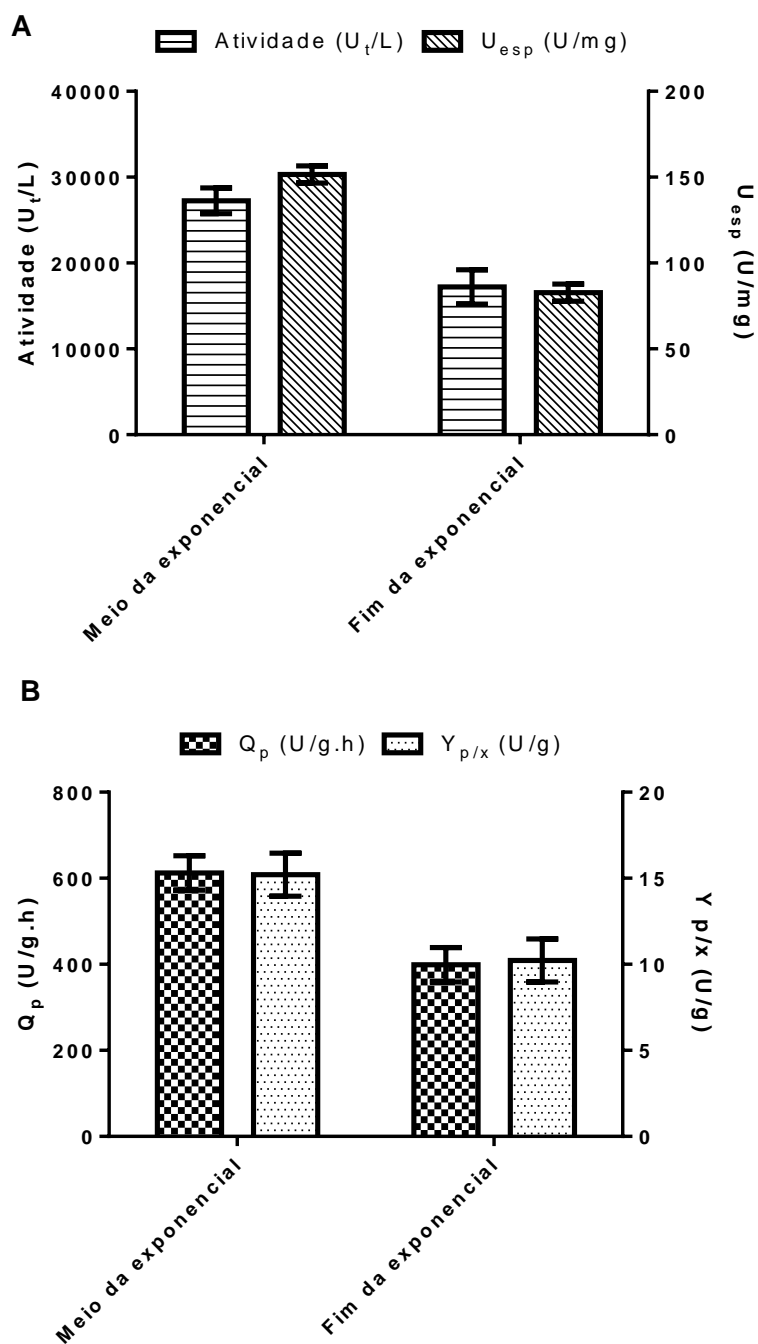 A
Atividade (Uₜ/L) Uₑₛₚ (U/mg)
40000
30000
20000
10000
0
Atividade (Uₜ/L)
200
150
100
50
0
Uₑₛₚ (U/mg)
Meio da exponencial
Fim da exponencial
B
Qₚ (U/g.h) Y p/x (U/g)
800
600
400
200
0
Qₚ (U/g.h)
20
15
10
5
0
Y p/x (U/g)
Meio da exponencial
Fim da exponencial